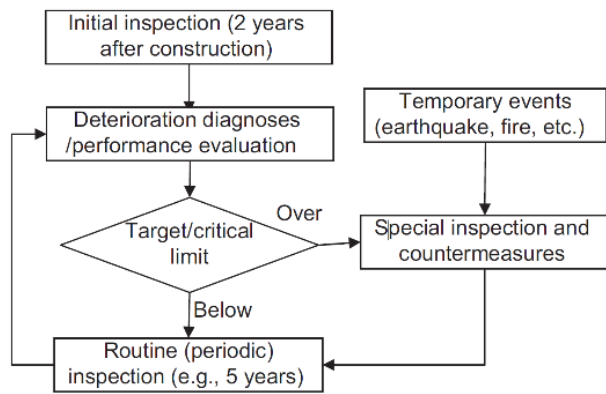 Initial inspection (2 years
after construction)
Deterioration diagnoses
/performance evaluation
Temporary events
(earthquake, fire, etc.)
Target/critical
limit
Over
Special inspection and
countermeasures
Below
Routine (periodic)
inspection (e.g., 5 years)